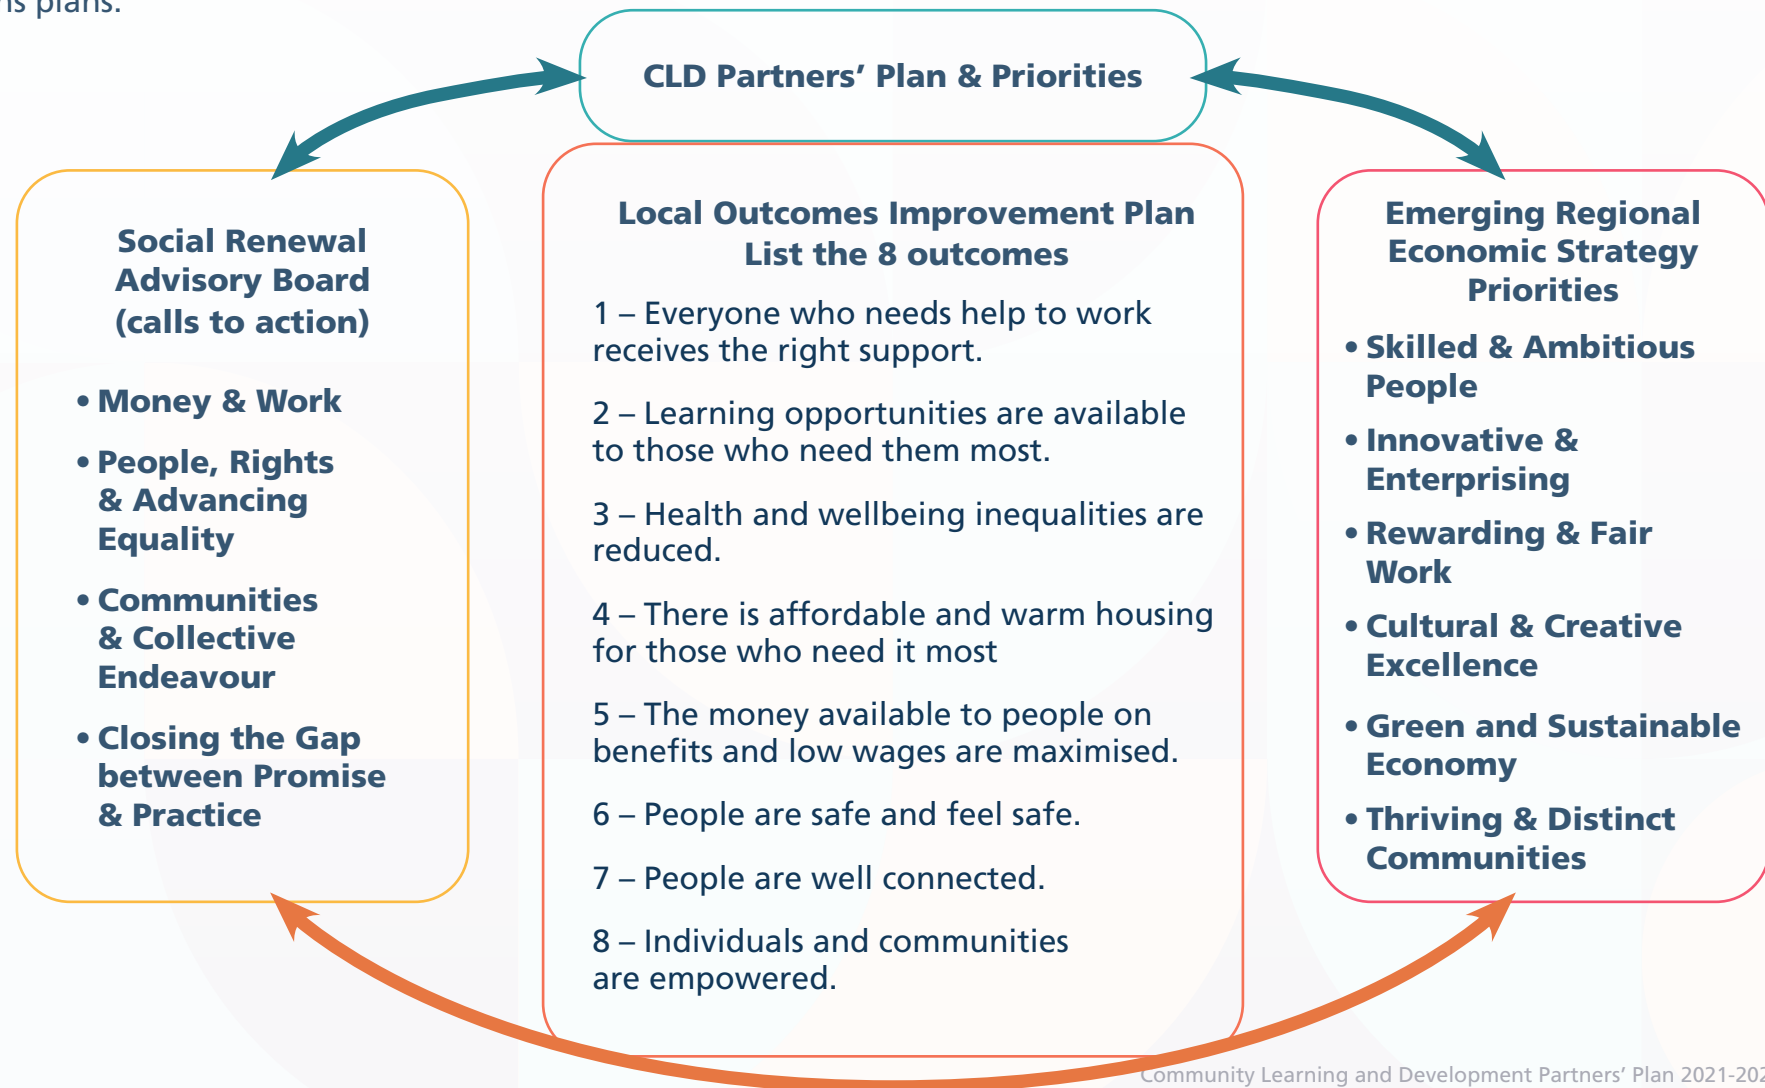 plans.
CLD Partners’ Plan & Priorities
Social Renewal
Advisory Board
(calls to action)
• Money & Work
• People, Rights
& Advancing
Equality
• Communities
& Collective
Endeavour
• Closing the Gap
between Promise
& Practice
Local Outcomes Improvement Plan
List the 8 outcomes
1 – Everyone who needs help to work
receives the right support.
2 – Learning opportunities are available
to those who need them most.
3 – Health and wellbeing inequalities are
reduced.
4 – There is affordable and warm housing
for those who need it most
5 – The money available to people on
benefits and low wages are maximised.
6 – People are safe and feel safe.
7 – People are well connected.
8 – Individuals and communities
are empowered.
Emerging Regional
Economic Strategy
Priorities
• Skilled & Ambitious
People
• Innovative &
Enterprising
• Rewarding & Fair
Work
• Cultural & Creative
Excellence
• Green and Sustainable
Economy
• Thriving & Distinct
Communities
Community Learning and Development Partners’ Plan 2021-202